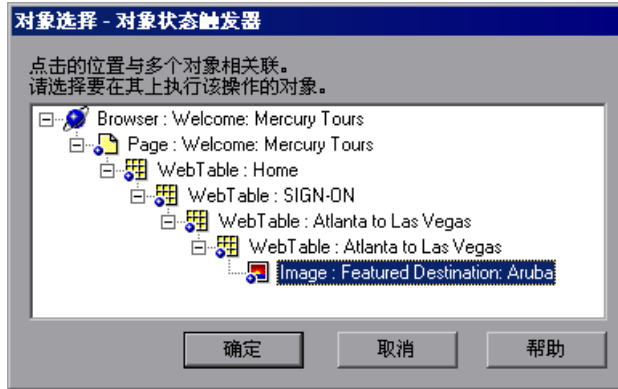 对象选择 - 对象状态触发器
点击的位置与多个对象相关联。
请选择要在其上执行该操作的对象。
Browser : Welcome: Mercury Tours
Page : Welcome: Mercury Tours
WebTable : Home
WebTable : SIGN-ON
WebTable : Atlanta to Las Vegas
WebTable : Atlanta to Las Vegas
Image : Featured Destination: Aruba
确定 取消 帮助